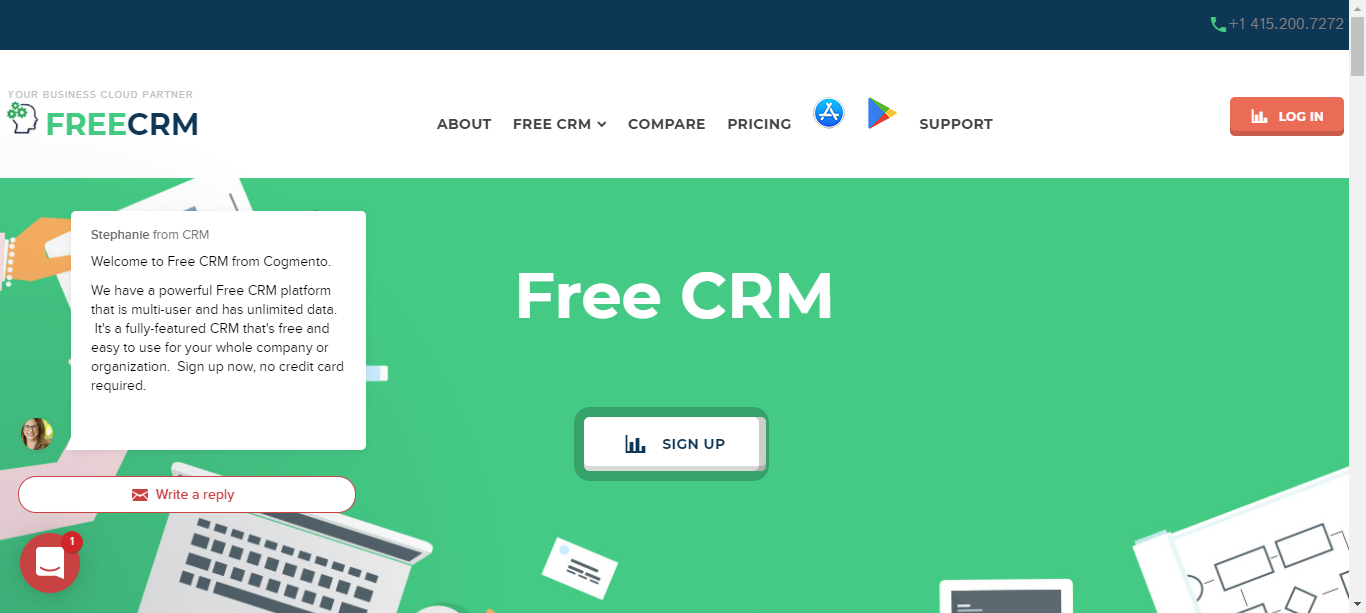 +1 415.200.7272
YOUR BUSINESS CLOUD PARTNER
FREECRM
ABOUT
FREE CRM
COMPARE
PRICING
SUPPORT
LOG IN
Stephanie from CRM
Welcome to Free CRM from Cogmento.
We have a powerful Free CRM platform
that is multi-user and has unlimited data.
It's a fully-featured CRM that's free and
easy to use for your whole company or
organization. Sign up now, no credit card
required.
Free CRM
SIGN UP
Write a reply
1